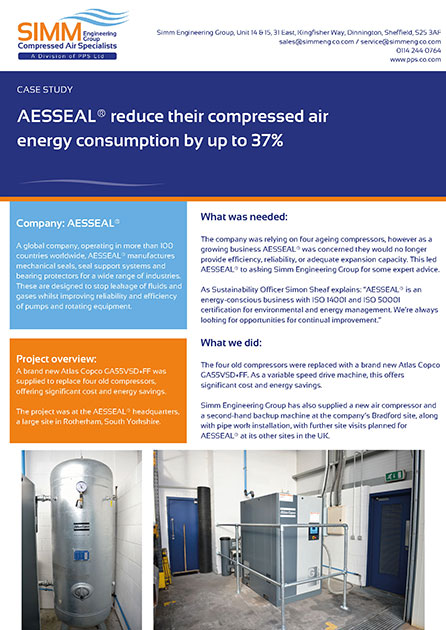 SIMM Engineering Group
Compressed Air Specialists
A Division of PPS Ltd
Simm Engineering Group, Unit 14 & 15, 31 East, Kingfisher Way, Dinnington, Sheffield, S25 3AF
sales@simmeng.co.com / service@simmeng.co.com
0114 244 0764
www.pps.co.com
CASE STUDY
AESSEAL® reduce their compressed air
energy consumption by up to 37%
Company: AESSEAL®
A global company, operating in more than 100
countries worldwide, AESSEAL® manufactures
mechanical seals, seal support systems and
bearing protectors for a wide range of industries.
These are designed to stop leakage of fluids and
gases whilst improving reliability and efficiency
of pumps and rotating equipment.
Project overview:
A brand new Atlas Copco GA55VSD+FF was
supplied to replace four old compressors,
offering significant cost and energy savings.
The project was at the AESSEAL® headquarters,
a large site in Rotherham, South Yorkshire.
What was needed:
The company was relying on four ageing compressors, however as a
growing business AESSEAL® was concerned they would no longer
provide efficiency, reliability, or adequate expansion capacity. This led
AESSEAL® to asking Simm Engineering Group for some expert advice.
As Sustainability Officer Simon Sheaf explains: "AESSEAL® is an
energy-conscious business with ISO 14001 and ISO 50001
certification for environmental and energy management. We're always
looking for opportunities for continual improvement."
What we did:
The four old compressors were replaced with a brand new Atlas Copco
GA55VSD+FF. As a variable speed drive machine, this offers
significant cost and energy savings.
Simm Engineering Group has also supplied a new air compressor and
a second-hand backup machine at the company's Bradford site, along
with pipe work installation, with further site visits planned for
AESSEAL® at its other sites in the UK.